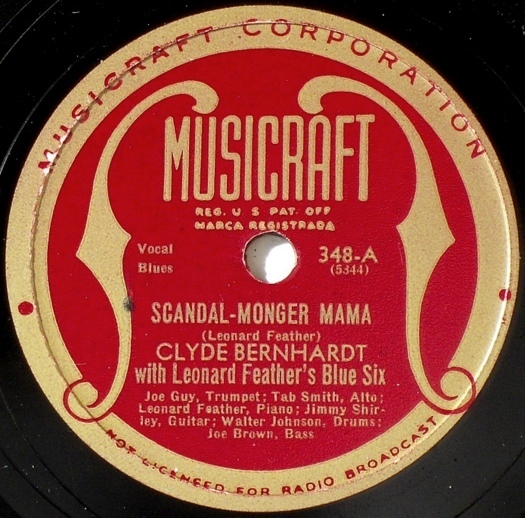 MUSICRAFT CORPORATION
MUSICRAFT
REG. U S PAT. OFF
MARCA REGISTRADA
Vocal
Blues
348-A
(5344)
SCANDAL-MONGER MAMA
(Leonard Feather)
CLYDE BERNHARDT
with Leonard Feather's Blue Six
Joe Guy, Trumpet; Tab Smith, Alto;
Leonard Feather, Piano; Jimmy Shir-
ley, Guitar; Walter Johnson, Drums;
Joe Brown, Bass
NOT LICENSED FOR RADIO BROADCAST